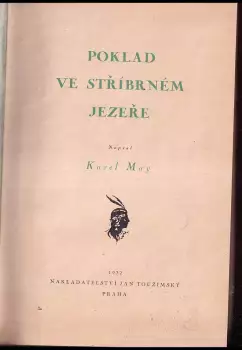 POKLAD
VE STŘÍBRNÉM
JEZEŘE
Napsal
Karel May
NAKLADATELSTVÍ JAN TOUŽIMSKÝ
PRAHA